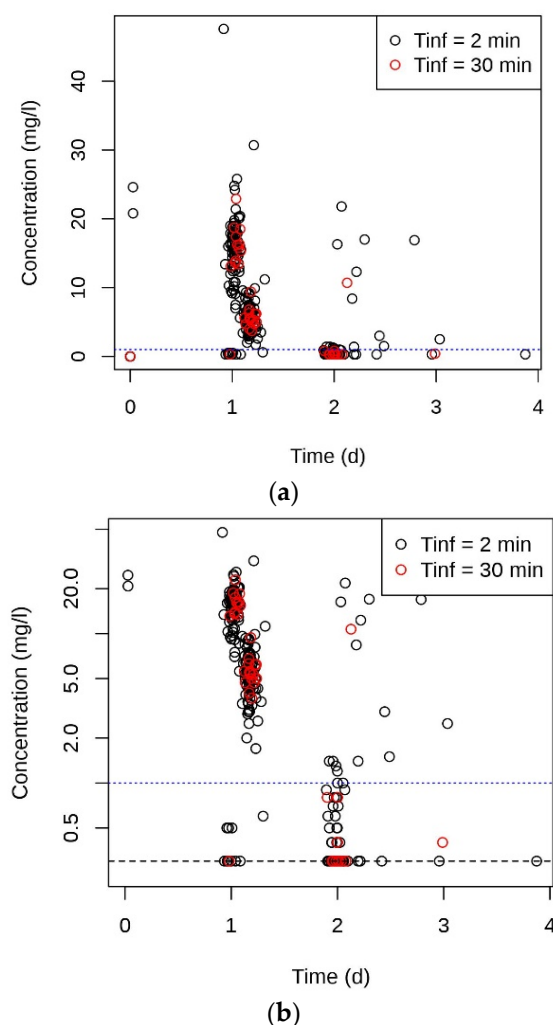 Tinf = 2 min
Tinf = 30 min
Concentration (mg/l)
40
30
20
10
0
0 1 2 3 4
Time (d)
(a)
Tinf = 2 min
Tinf = 30 min
Concentration (mg/l)
20.0
5.0
2.0
0.5
0 1 2 3 4
Time (d)
(b)